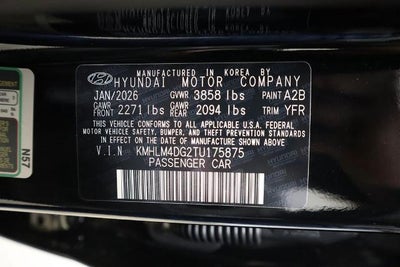 MANUFACTURED IN KOREA BY
HYUNDAI MOTOR COMPANY
JAN/2026 GVWR 3858 lbs PAINT A2B
GAWR FRONT 2271 lbs GAWR REAR 2094 lbs TRIM YFR
THIS VEHICLE CONFORMS TO ALL APPLICABLE U.S. FEDERAL MOTOR
VEHICLE SAFETY, BUMPER, AND THEFT PREVENTION STANDARDS
IN EFFECT ON THE DATE OF MANUFACTURE SHOWN ABOVE.
V.I.N KMHLM4DG2TU175875
PASSENGER CAR
N57